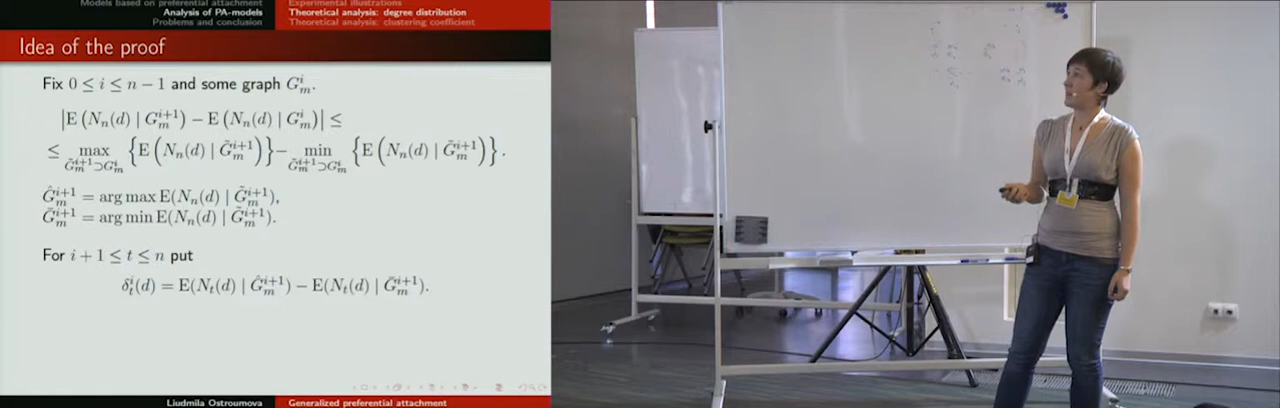 Models based on preferential attachment
Analysis of PA-models
Problems and conclusion
Experimental illustrations
Theoretical analysis: degree distribution
Theoretical analysis: clustering coefficient
Idea of the proof
Fix 0 ≤ i ≤ n − 1 and some graph G_m^i.
|E (N_n(d) | G_m^{i+1}) − E (N_n(d) | G_m^i)| ≤
≤ max_{G̃_m^{i+1}⊃G_m^i} {E (N_n(d) | G̃_m^{i+1})} − min_{G̃_m^{i+1}⊃G_m^i} {E (N_n(d) | G̃_m^{i+1})} .
Ĝ_m^{i+1} = arg max E(N_n(d) | G̃_m^{i+1}),
Ḡ_m^{i+1} = arg min E(N_n(d) | G̃_m^{i+1}).
For i + 1 ≤ t ≤ n put
δ_t^i(d) = E(N_t(d) | Ĝ_m^{i+1}) − E(N_t(d) | Ḡ_m^{i+1}).
Liudmila Ostroumova
Generalized preferential attachment